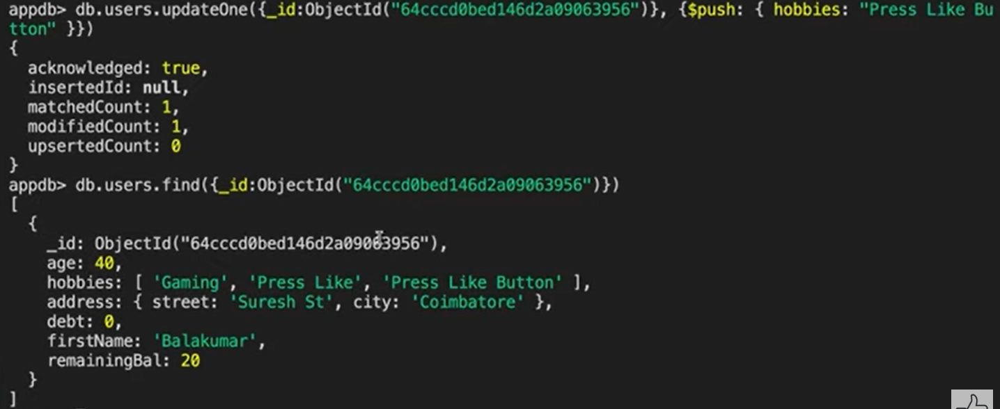 appdb> db.users.updateOne({_id:ObjectId("64cccd0bed146d2a09063956")}, {$push: { hobbies: "Press Like Bu
tton" }})
{
  acknowledged: true,
  insertedId: null,
  matchedCount: 1,
  modifiedCount: 1,
  upsertedCount: 0
}
appdb> db.users.find({_id:ObjectId("64cccd0bed146d2a09063956")})
[
  {
    _id: ObjectId("64cccd0bed146d2a09063956"),
    age: 40,
    hobbies: [ 'Gaming', 'Press Like', 'Press Like Button' ],
    address: { street: 'Suresh St', city: 'Coimbatore' },
    debt: 0,
    firstName: 'Balakumar',
    remainingBal: 20
  }
]